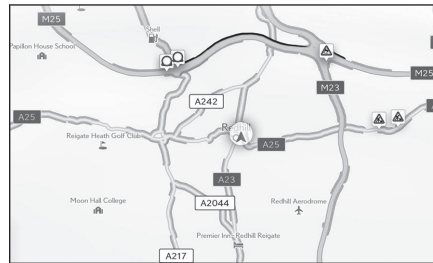 M25
Shell
Papillon House School
M25
M23
A242
A25
Redhill
Reigate Heath Golf Club
A25
A25
A23
Moon Hall College
A2044
Redhill Aerodrome
Premier Inn Redhill Reigate
A217